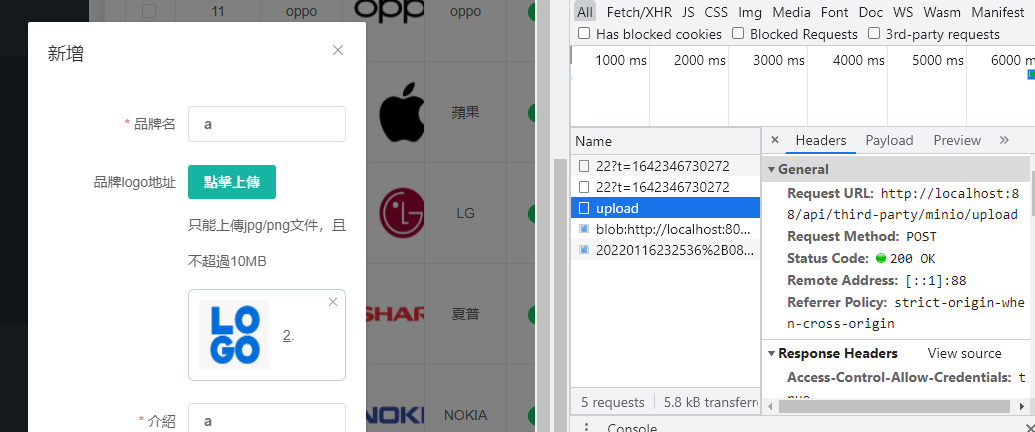 11 oppo oppo oppo
新增
蘋果
* 品牌名 a
品牌logo地址 點擊上傳
LG
只能上傳jpg/png文件，且
不超過10MB
SHAR 夏普
LO
GO
2.
* 介紹 a
NOKI NOKIA
All Fetch/XHR JS CSS Img Media Font Doc WS Wasm Manifest
Has blocked cookies Blocked Requests 3rd-party requests
1000 ms 2000 ms 3000 ms 4000 ms 5000 ms 6000 m
Name
22?t=1642346730272
22?t=1642346730272
upload
blob:http://localhost:80...
20220116232536%2B08...
5 requests 5.8 kB transferre
× Headers Payload Preview »
General
Request URL: http://localhost:8
8/api/third-party/minio/upload
Request Method: POST
Status Code: 200 OK
Remote Address: [::1]:88
Referrer Policy: strict-origin-whe
n-cross-origin
Response Headers View source
Access-Control-Allow-Credentials: t
rue
Console